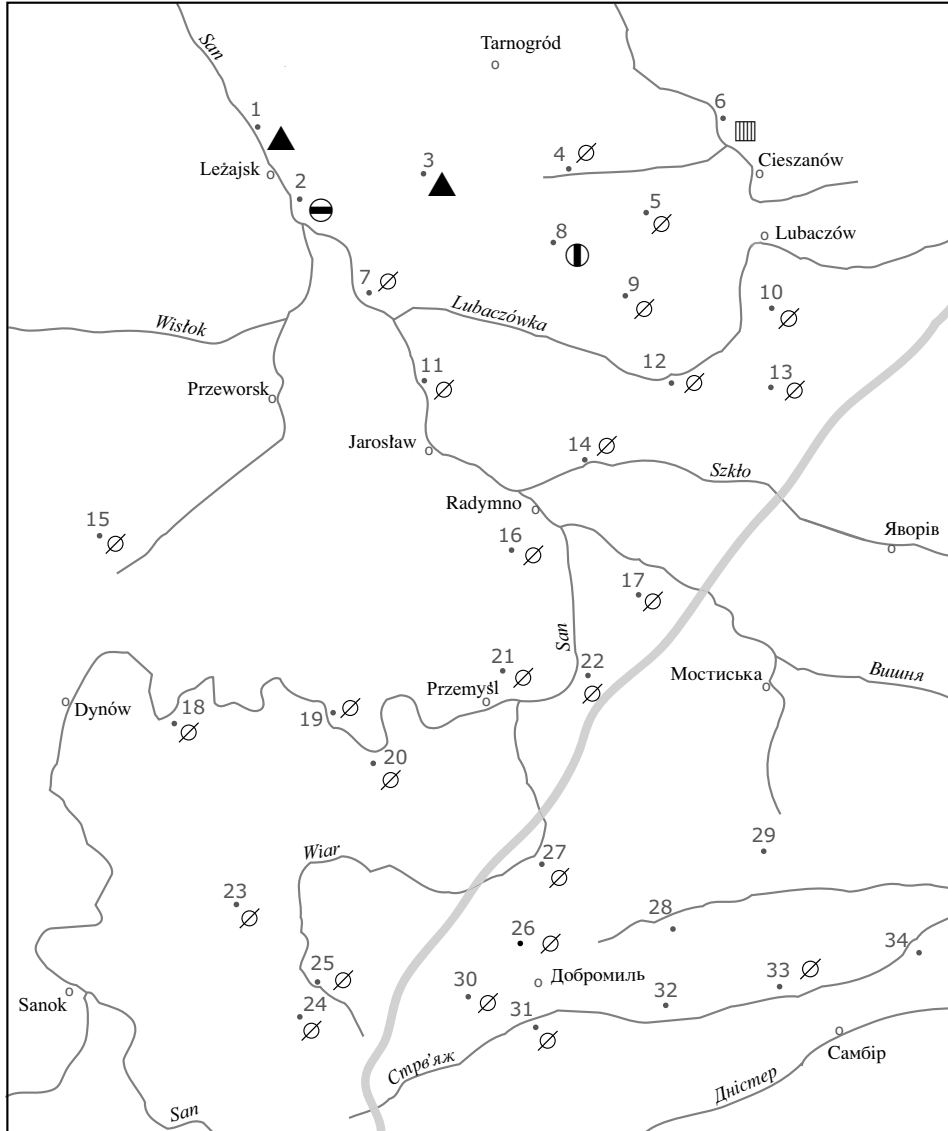 San
Tarnogród
1
6
3
4
Leżajsk
Cieszanów
2
5
8
Lubaczów
7
9
10
Wisłok
Lubaczówka
11
12
13
Przeworsk
Jarosław
14
Szkło
Radymno
15
16
Яворів
17
San
21
22
Мостиська
Вишня
Dynów
18
19
Przemyśl
20
Wiar
27
29
23
28
26
34
25
30
Добромиль
33
Sanok
24
31
32
Самбір
Стрв’яж
Дністер
San